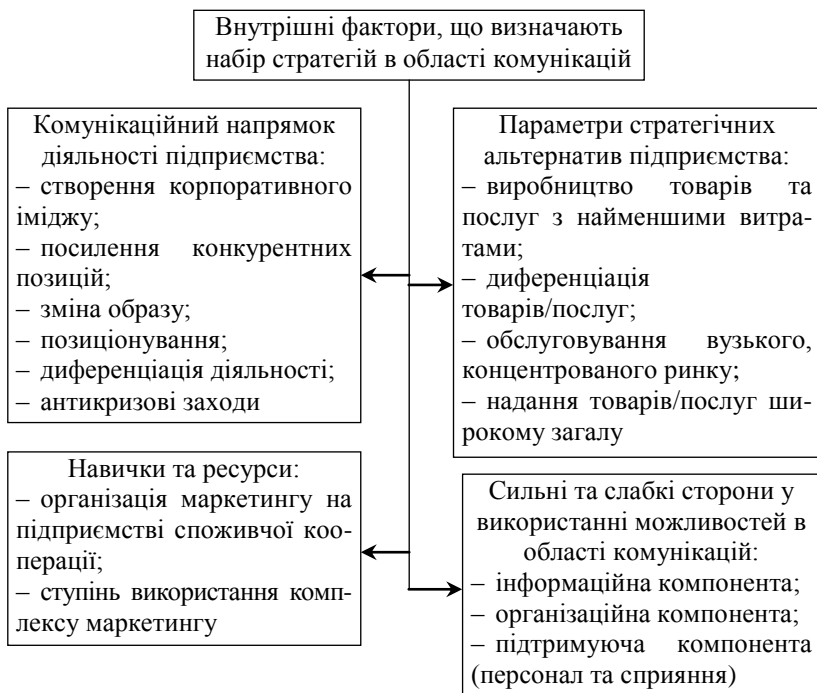 Внутрішні фактори, що визначають
набір стратегій в області комунікацій
Комунікаційний напрямок
діяльності підприємства:
– створення корпоративного
іміджу;
– посилення конкурентних
позицій;
– зміна образу;
– позиціонування;
– диференціація діяльності;
– антикризові заходи
Параметри стратегічних
альтернатив підприємства:
– виробництво товарів та
послуг з найменшими витра-
тами;
– диференціація
товарів/послуг;
– обслуговування вузького,
концентрованого ринку;
– надання товарів/послуг ши-
рокому загалу
Навички та ресурси:
– організація маркетингу на
підприємстві споживчої коо-
перації;
– ступінь використання комп-
лексу маркетингу
Сильні та слабкі сторони у
використанні можливостей в
області комунікацій:
– інформаційна компонента;
– організаційна компонента;
– підтримуюча компонента
(персонал та сприяння)